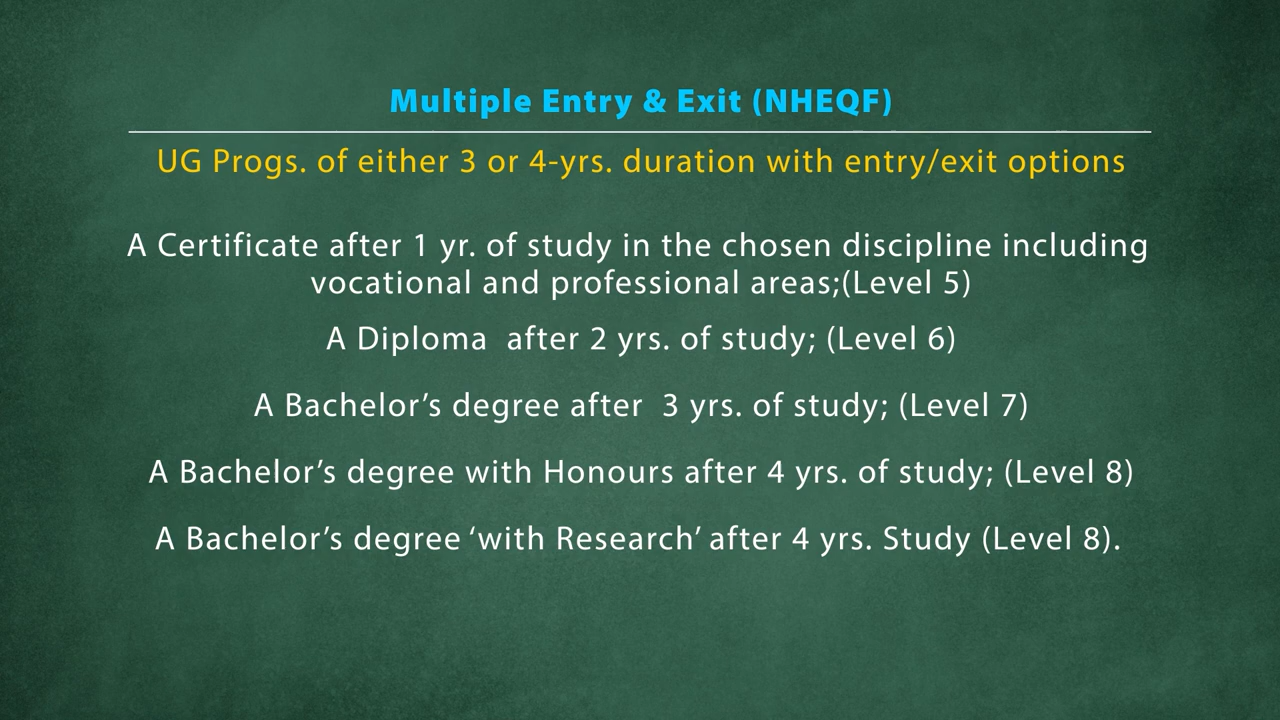 Multiple Entry & Exit (NHEQF)
UG Progs. of either 3 or 4-yrs. duration with entry/exit options
A Certificate after 1 yr. of study in the chosen discipline including
vocational and professional areas;(Level 5)
A Diploma  after 2 yrs. of study; (Level 6)
A Bachelor’s degree after  3 yrs. of study; (Level 7)
A Bachelor’s degree with Honours after 4 yrs. of study; (Level 8)
A Bachelor’s degree ‘with Research’ after 4 yrs. Study (Level 8).